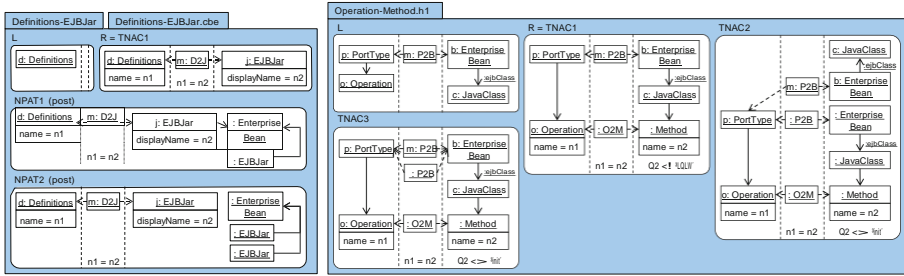 Definitions-EJBJar
Definitions-EJBJar.cbe
L
R = TNAC1
d: Definitions
d: Definitions
m: D2J
j: EJBJar
name = n1
displayName = n2
n1 = n2
NPAT1 (post)
d: Definitions
m: D2J
j: EJBJar
: Enterprise
Bean
name = n1
displayName = n2
: EJBJar
n1 = n2
NPAT2 (post)
d: Definitions
m: D2J
j: EJBJar
: Enterprise
Bean
name = n1
displayName = n2
: EJBJar
: EJBJar
n1 = n2
Operation-Method.h1
L
p: PortType
m: P2B
b: Enterprise
Bean
:ejbClass
o: Operation
c: JavaClass
TNAC3
p: PortType
m: P2B
b: Enterprise
Bean
: P2B
:ejbClass
c: JavaClass
o: Operation
: O2M
: Method
name = n1
name = n2
n1 = n2
Q2 <>
R = TNAC1
p: PortType
m: P2B
b: Enterprise
Bean
:ejbClass
c: JavaClass
o: Operation
: O2M
: Method
name = n1
name = n2
n1 = n2
Q2 <!
TNAC2
c: JavaClass
:ejbClass
m: P2B
b: Enterprise
Bean
p: PortType
: P2B
: Enterprise
Bean
:ejbClass
: JavaClass
o: Operation
: O2M
: Method
name = n1
name = n2
n1 = n2
Q2 <>